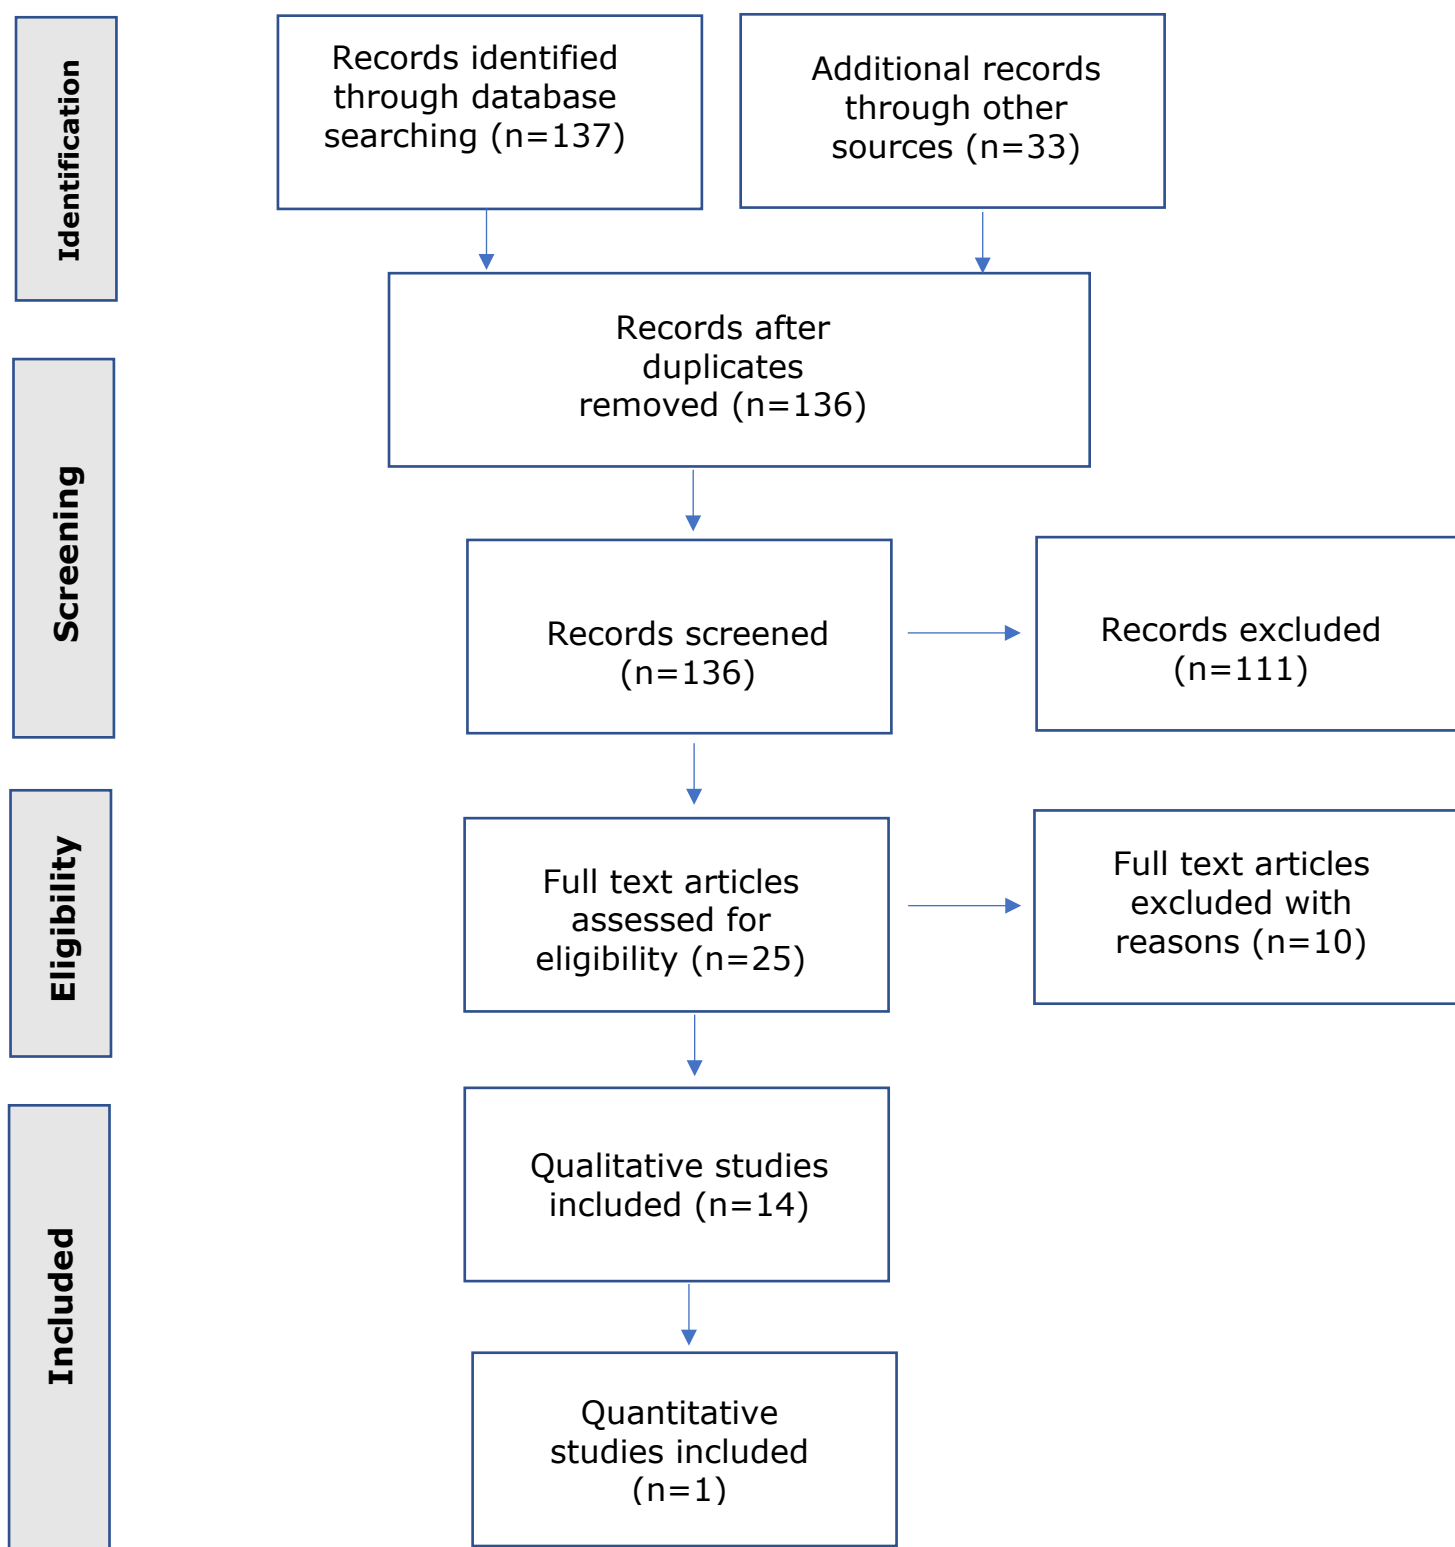 Identification
Records identified
through database
searching (n=137)
Additional records
through other
sources (n=33)
Records after
duplicates
removed (n=136)
Screening
Records screened
(n=136)
Records excluded
(n=111)
Eligibility
Full text articles
assessed for
eligibility (n=25)
Full text articles
excluded with
reasons (n=10)
Included
Qualitative studies
included (n=14)
Quantitative
studies included
(n=1)